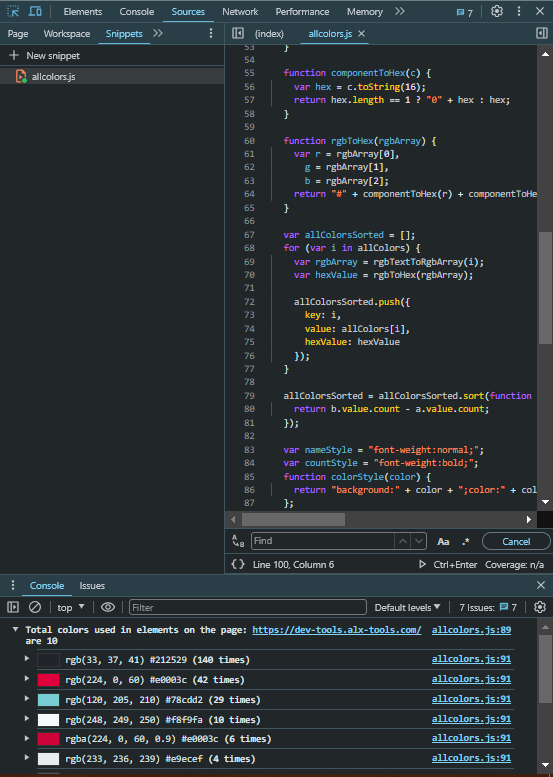 Elements Console Sources Network Performance Memory 7
Page Workspace Snippets (index) allcolors.js
New snippet
allcolors.js
53 }
54
55 function componentToHex(c) {
56 var hex = c.toString(16);
57 return hex.length == 1 ? "0" + hex : hex;
58 }
59
60 function rgbToHex(rgbArray) {
61 var r = rgbArray[0],
62 g = rgbArray[1],
63 b = rgbArray[2];
64 return "#" + componentToHex(r) + componentToHe
65 }
66
67 var allColorsSorted = [];
68 for (var i in allColors) {
69 var rgbArray = rgbTextToRgbArray(i);
70 var hexValue = rgbToHex(rgbArray);
71
72 allColorsSorted.push({
73 key: i,
74 value: allColors[i],
75 hexValue: hexValue
76 });
77 }
78
79 allColorsSorted = allColorsSorted.sort(function
80 return b.value.count - a.value.count;
81 });
82
83 var nameStyle = "font-weight:normal;";
84 var countStyle = "font-weight:bold;";
85 function colorStyle(color) {
86 return "background:" + color + ";color:" + col
87 };
Find Aa .* Cancel
{} Line 100, Column 6 Ctrl+Enter Coverage: n/a
Console Issues
top Filter Default levels 7 Issues: 7
Total colors used in elements on the page: https://dev-tools.alx-tools.com/ allcolors.js:89
are 10
rgb(33, 37, 41) #212529 (140 times) allcolors.js:91
rgb(224, 0, 60) #e0003c (42 times) allcolors.js:91
rgb(120, 205, 210) #78cdd2 (29 times) allcolors.js:91
rgb(248, 249, 250) #f8f9fa (10 times) allcolors.js:91
rgba(224, 0, 60, 0.9) #e0003c (6 times) allcolors.js:91
rgb(233, 236, 239) #e9ecef (4 times) allcolors.js:91